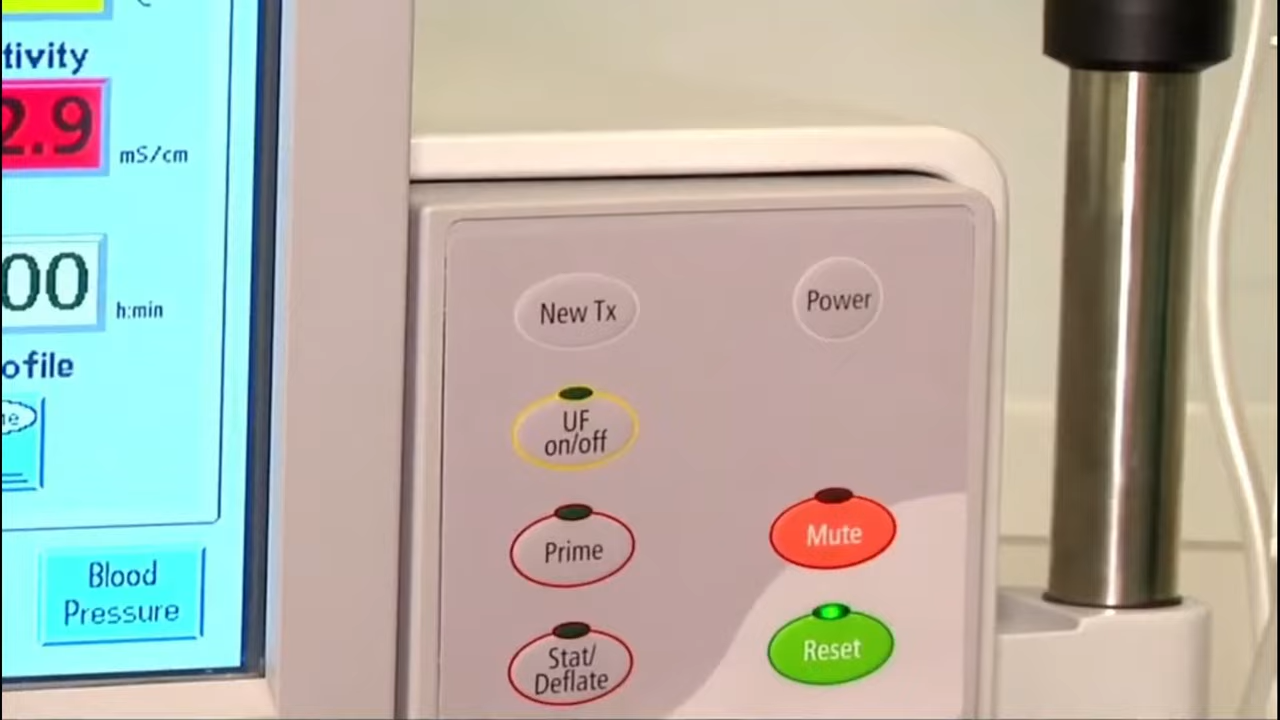 tivity
2.9
mS/cm
00
h:min
ofile
Blood
Pressure
New Tx
Power
UF
on/off
Prime
Mute
Stat/
Deflate
Reset